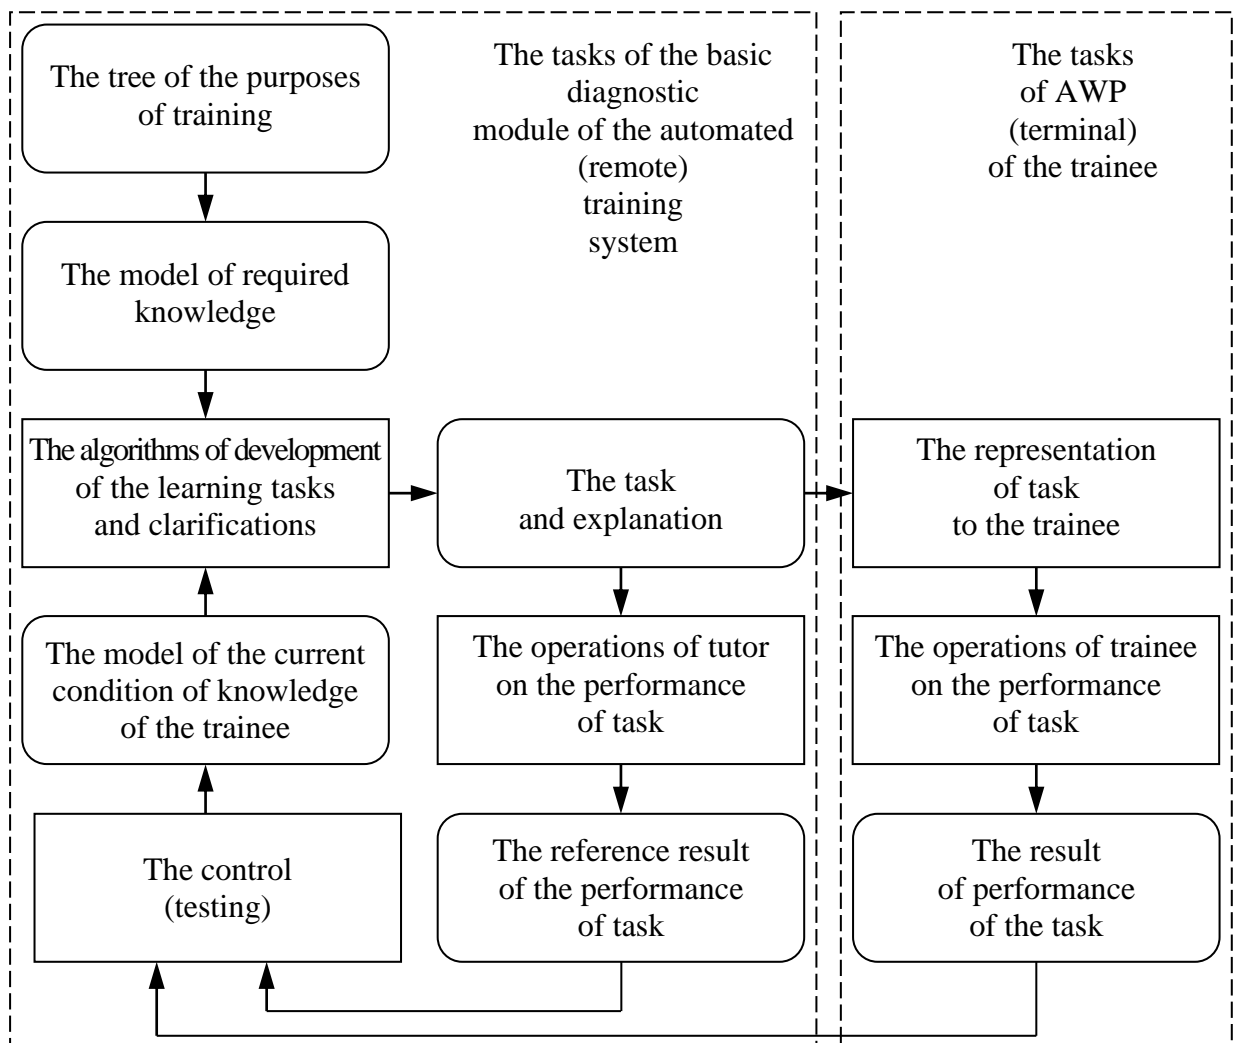 The tree of the purposes
of training
The tasks of the basic
diagnostic
module of the automated
(remote)
training
system
The tasks
of AWP
(terminal)
of the trainee
The model of required
knowledge
The algorithms of development
of the learning tasks
and clarifications
The task
and explanation
The representation
of task
to the trainee
The model of the current
condition of knowledge
of the trainee
The operations of tutor
on the performance
of task
The operations of trainee
on the performance
of task
The control
(testing)
The reference result
of the performance
of task
The result
of performance
of the task